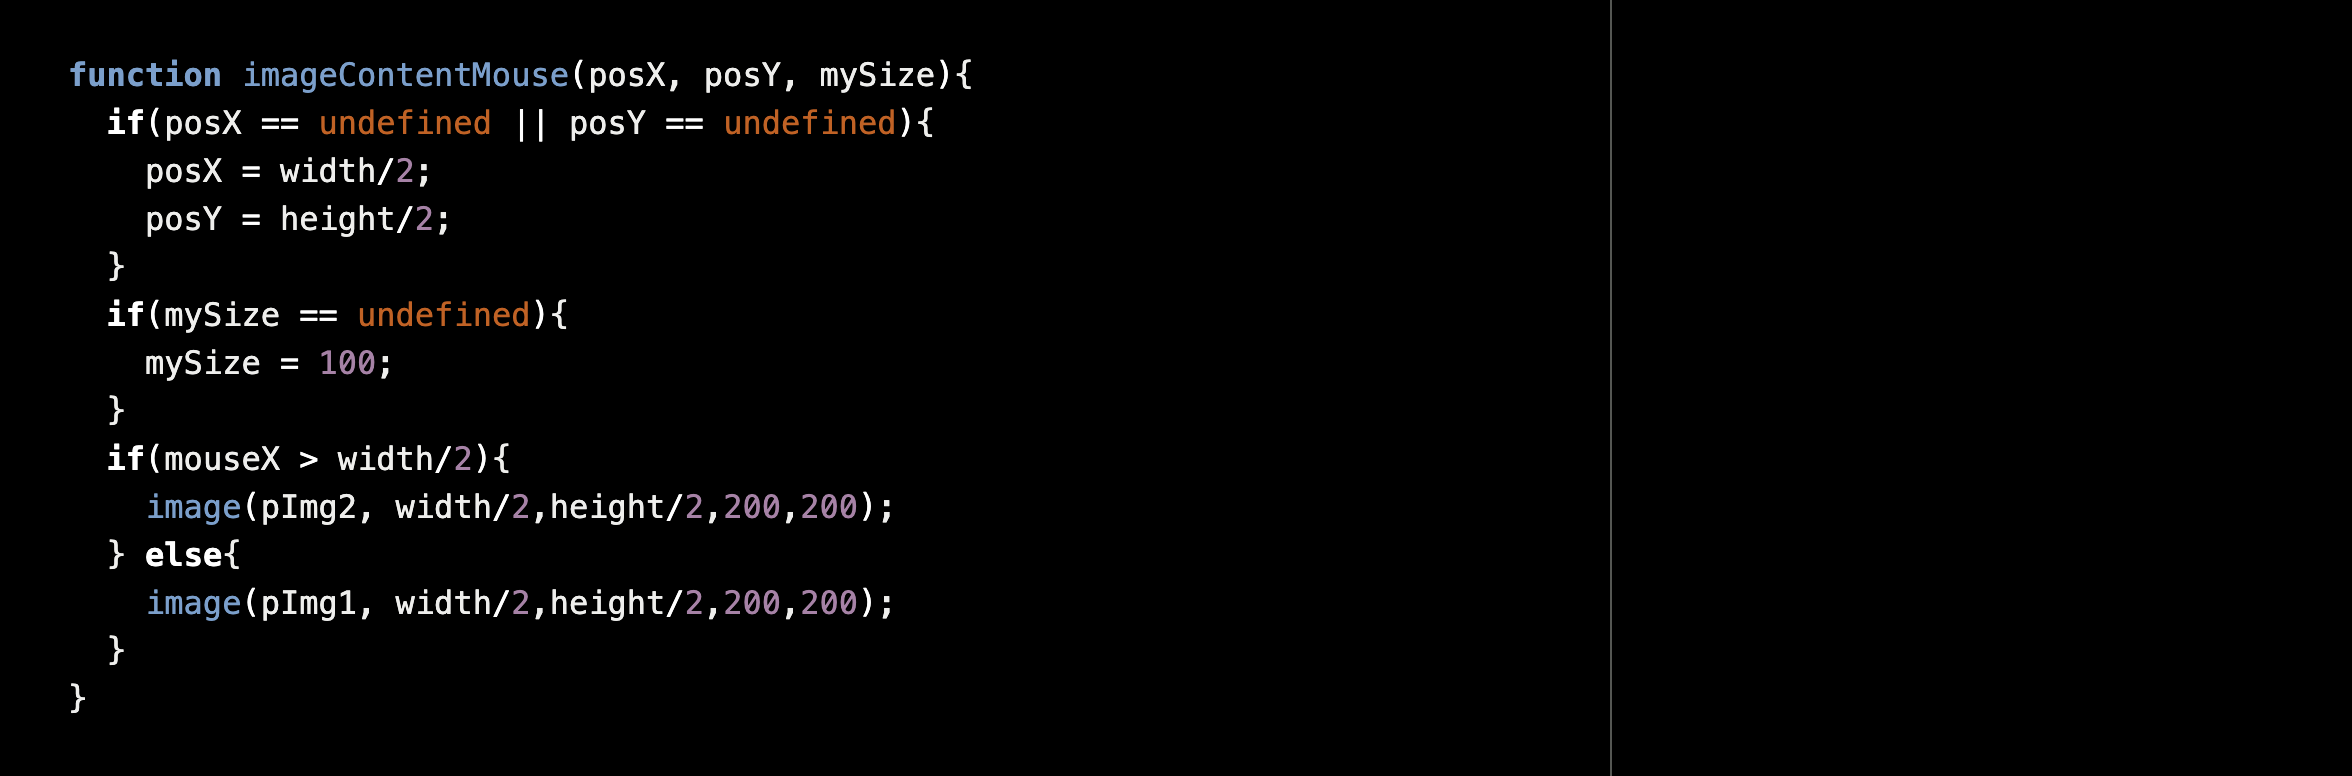 function imageContentMouse(posX, posY, mySize){
  if(posX == undefined || posY == undefined){
    posX = width/2;
    posY = height/2;
  }
  if(mySize == undefined){
    mySize = 100;
  }
  if(mouseX > width/2){
    image(pImg2, width/2,height/2,200,200);
  } else{
    image(pImg1, width/2,height/2,200,200);
  }
}